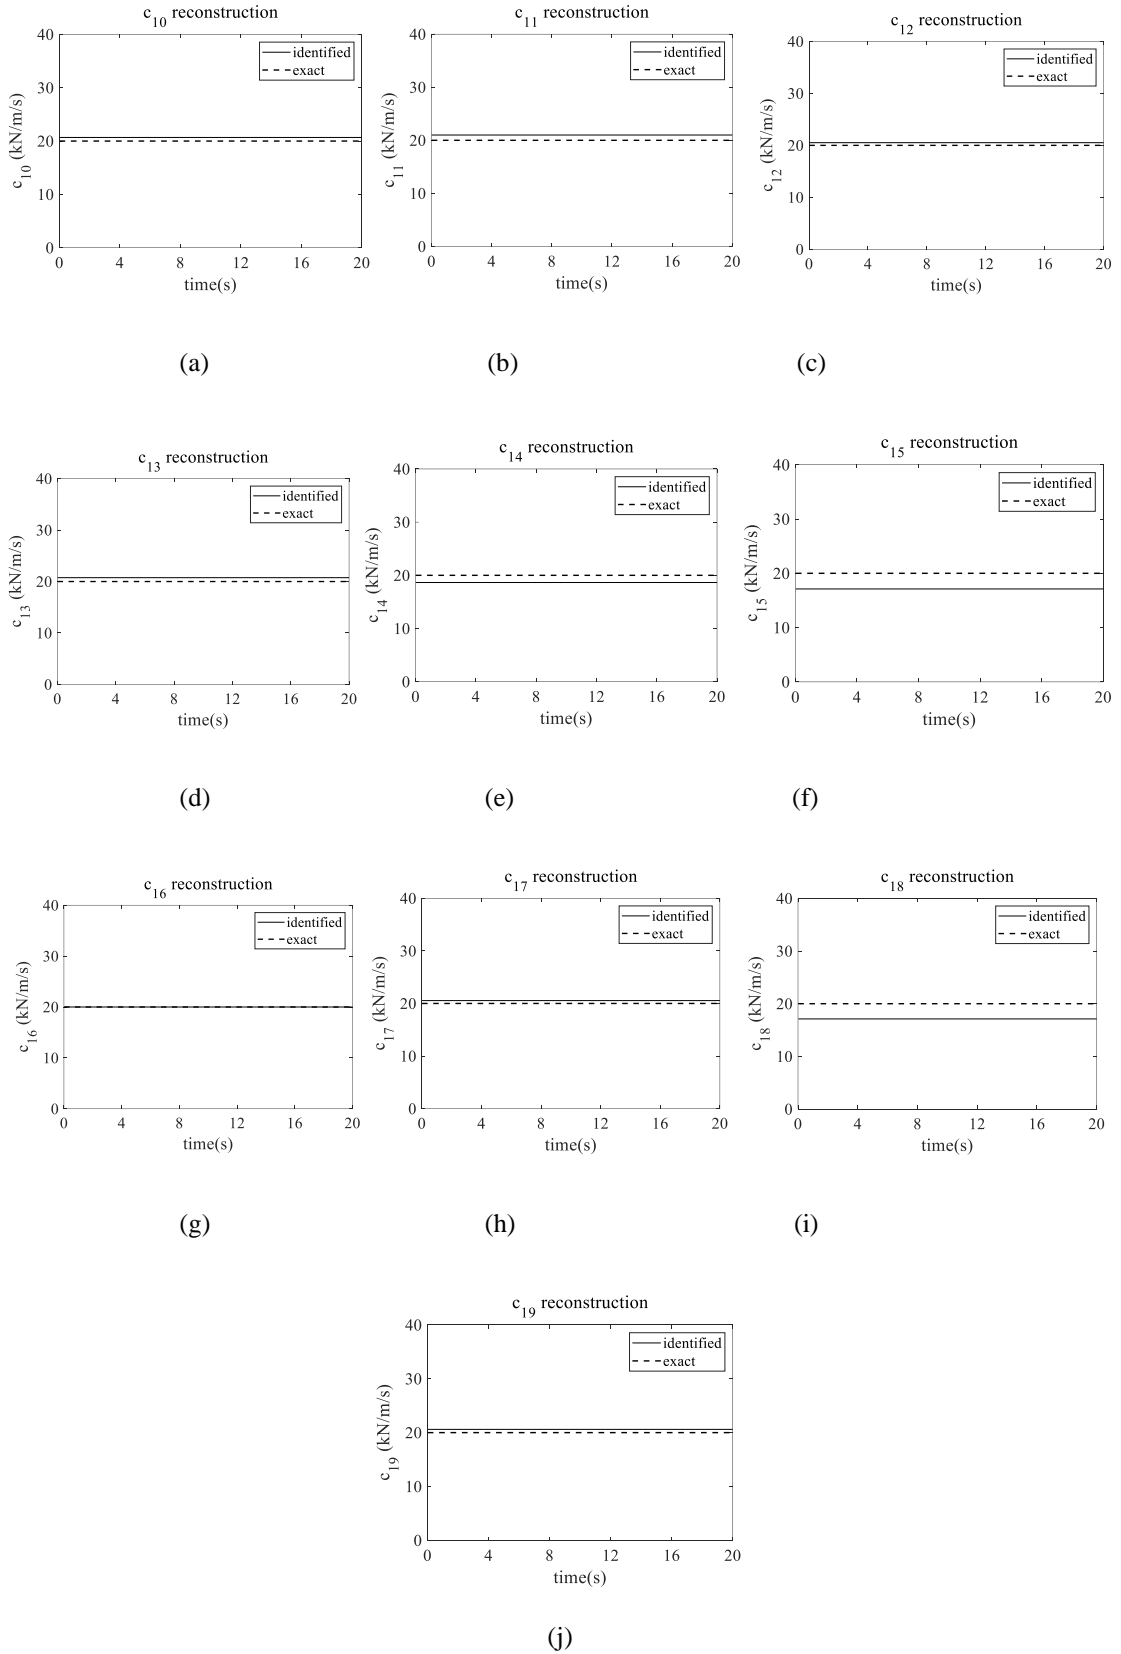 c10 reconstruction
40
30
20
10
0
c10 (kN/m/s)
identified
exact
0 4 8 12 16 20
time(s)
(a)
c11 reconstruction
40
30
20
10
0
c11 (kN/m/s)
identified
exact
0 4 8 12 16 20
time(s)
(b)
c12 reconstruction
40
30
20
10
0
c12 (kN/m/s)
identified
exact
0 4 8 12 16 20
time(s)
(c)
c13 reconstruction
40
30
20
10
0
c13 (kN/m/s)
identified
exact
0 4 8 12 16 20
time(s)
(d)
c14 reconstruction
40
30
20
10
0
c14 (kN/m/s)
identified
exact
0 4 8 12 16 20
time(s)
(e)
c15 reconstruction
40
30
20
10
0
c15 (kN/m/s)
identified
exact
0 4 8 12 16 20
time(s)
(f)
c16 reconstruction
40
30
20
10
0
c16 (kN/m/s)
identified
exact
0 4 8 12 16 20
time(s)
(g)
c17 reconstruction
40
30
20
10
0
c17 (kN/m/s)
identified
exact
0 4 8 12 16 20
time(s)
(h)
c18 reconstruction
40
30
20
10
0
c18 (kN/m/s)
identified
exact
0 4 8 12 16 20
time(s)
(i)
c19 reconstruction
40
30
20
10
0
c19 (kN/m/s)
identified
exact
0 4 8 12 16 20
time(s)
(j)